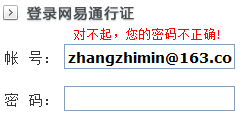 登录网易通行证
对不起，您的密码不正确!
帐 号：zhangzhimin@163.co
密 码：